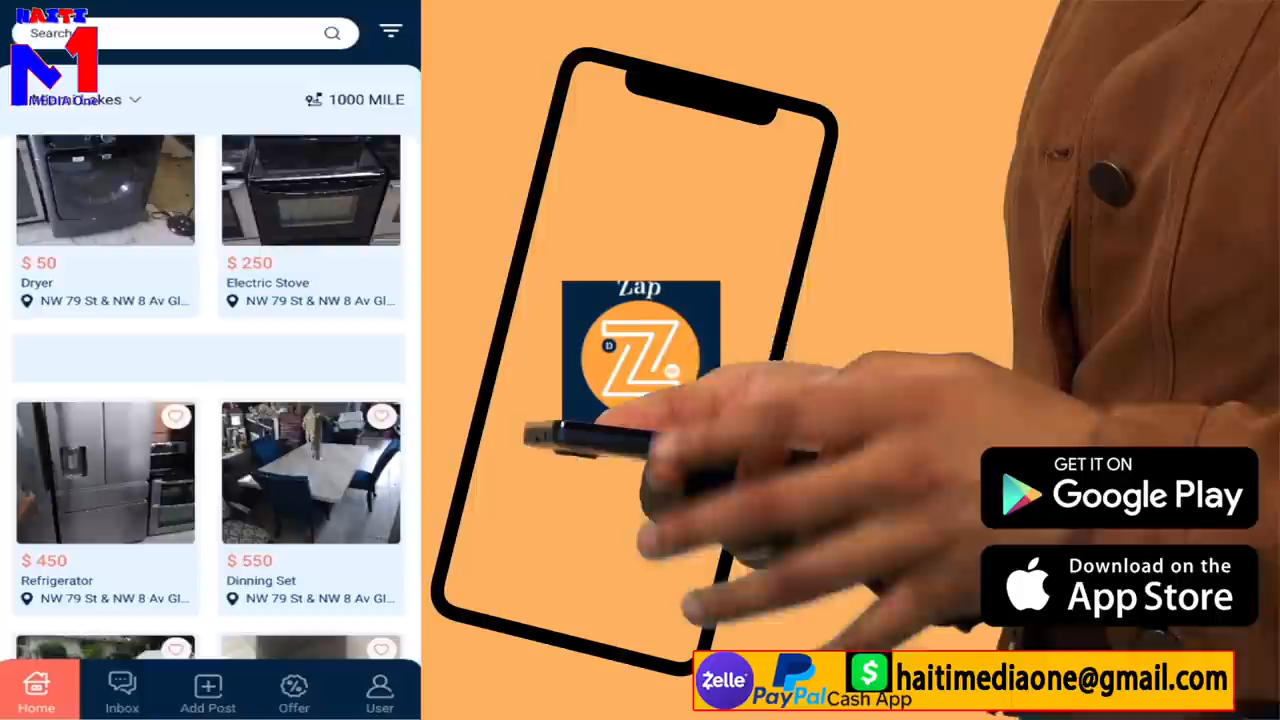 HAITI
Search
M1
MEDIA One
1000 MILE
$ 50
Dryer
NW 79 St & NW 8 Av Gl...
$ 250
Electric Stove
NW 79 St & NW 8 Av Gl...
$ 450
Refrigerator
NW 79 St & NW 8 Av Gl...
$ 550
Dinning Set
NW 79 St & NW 8 Av Gl...
Home
Inbox
Add Post
Offer
User
Zap
D
Z
GET IT ON
Google Play
Download on the
App Store
Zelle
PayPal
Cash App
haitimediaone@gmail.com